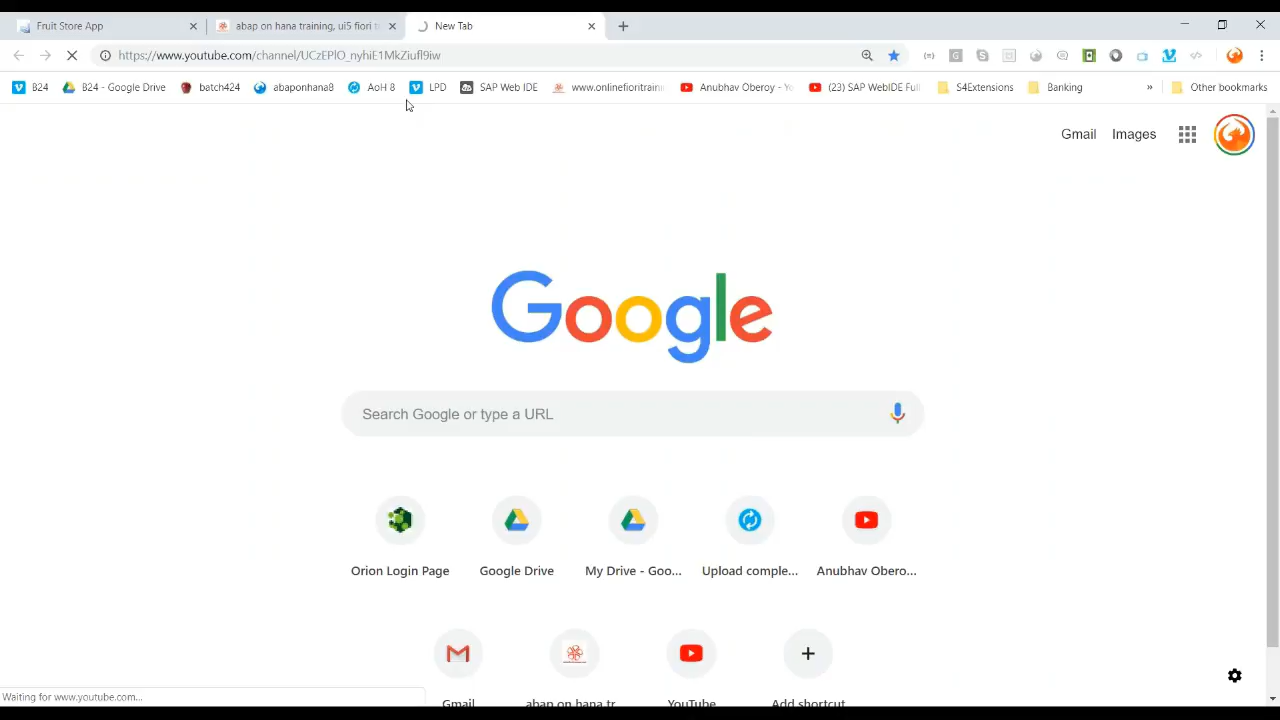 Fruit Store App
abap on hana training, ui5 fiori t
New Tab
https://www.youtube.com/channel/
B24
B24 - Google Drive
batch424
abaponhana8
AoH 8
LPD
SAP Web IDE
www.onlinefioritrainin
Anubhav Oberoy - Yo
(23) SAP WebIDE Full
S4Extensions
Banking
»
Other bookmarks
Gmail
Images
Google
Search Google or type a URL
Orion Login Page
Google Drive
My Drive - Goo...
Upload comple...
Anubhav Obero...
Gmail
abap on hana tr...
YouTube
Add shortcut
Waiting for www.youtube.com...